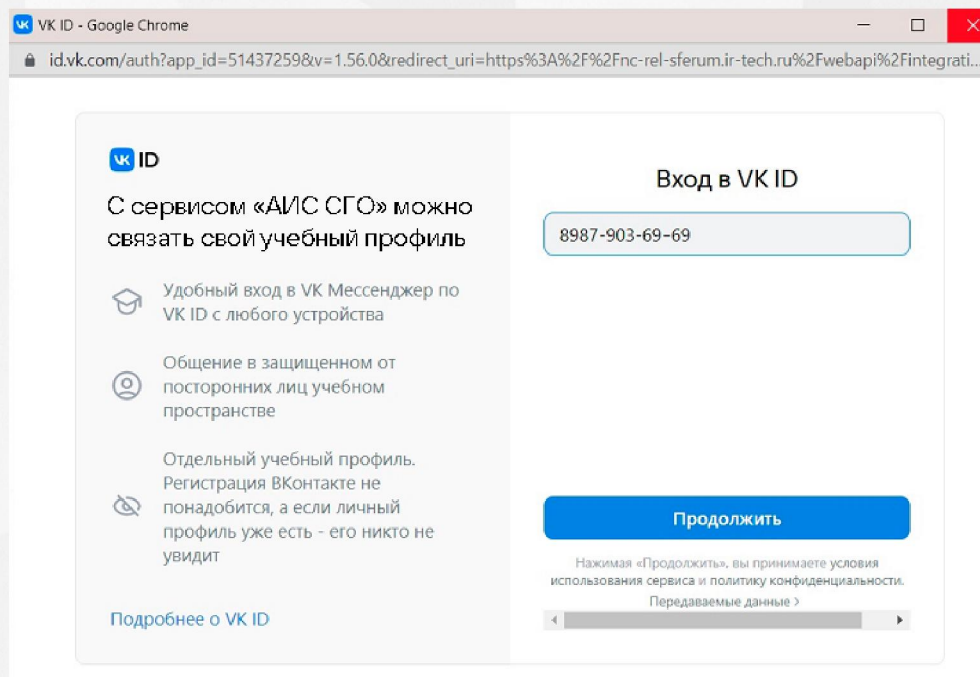 VK ID - Google Chrome
id.vk.com/auth?app_id=51437259&v=1.56.0&redirect_uri=https%3A%2F%2Fnc-rel-sferum.ir-tech.ru%2Fwebapi%2Fintegrati...
VK ID
С сервисом «АИС СГО» можно
связать свой учебный профиль
Удобный вход в VK Мессенджер по
VK ID с любого устройства
Общение в защищенном от
посторонних лиц учебном
пространстве
Отдельный учебный профиль.
Регистрация ВКонтакте не
понадобится, а если личный
профиль уже есть - его никто не
увидит
Подробнее о VK ID
Вход в VK ID
8987-903-69-69
Продолжить
Нажимая «Продолжить», вы принимаете условия
использования сервиса и политику конфиденциальности.
Передаваемые данные >